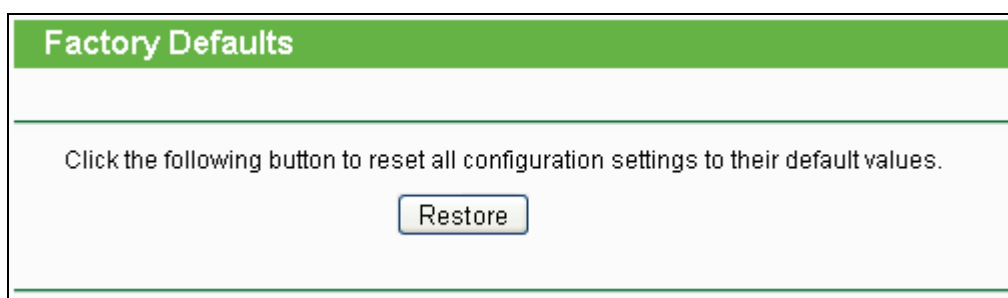 Factory Defaults
Click the following button to reset all configuration settings to their default values.
Restore